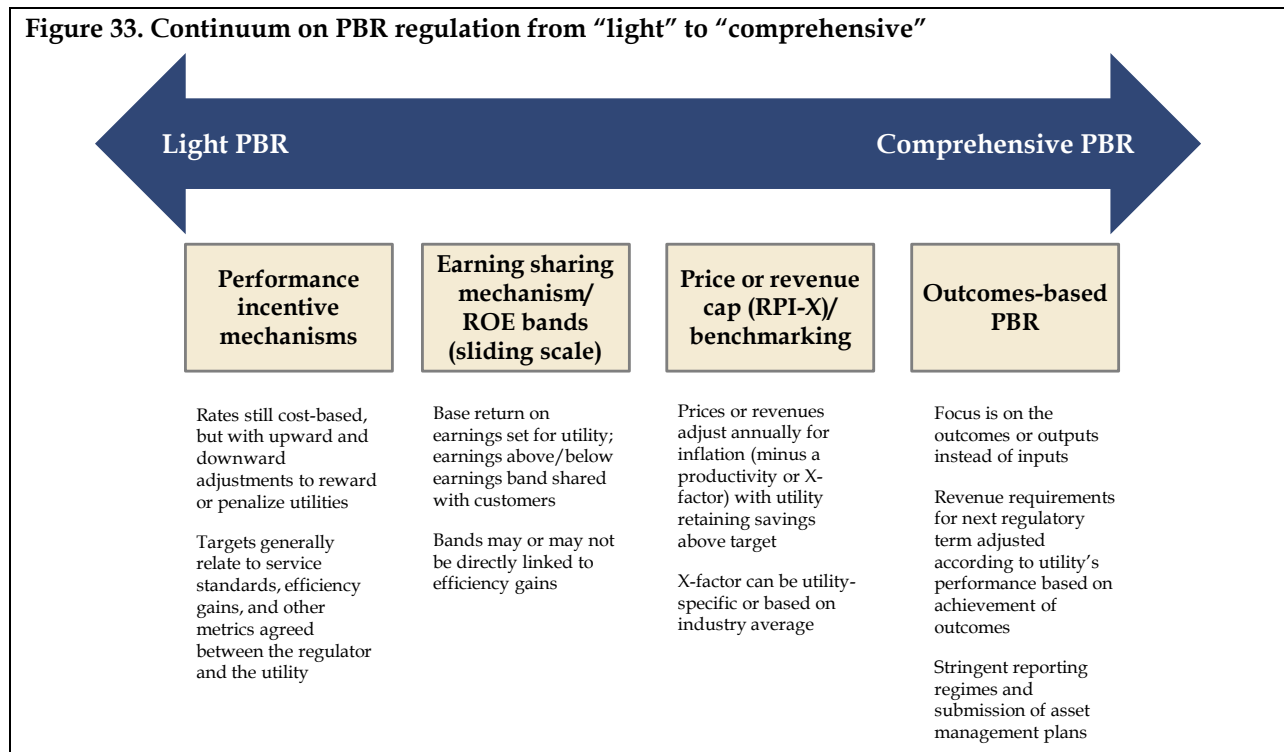 Figure 33. Continuum on PBR regulation from “light” to “comprehensive”
Light PBR
Comprehensive PBR
Performance
incentive
mechanisms
Earning sharing
mechanism/
ROE bands
(sliding scale)
Price or revenue
cap (RPI-X)/
benchmarking
Outcomes-based
PBR
Rates still cost-based,
but with upward and
downward
adjustments to reward
or penalize utilities
Targets generally
relate to service
standards, efficiency
gains, and other
metrics agreed
between the regulator
and the utility
Base return on
earnings set for utility;
earnings above/below
earnings band shared
with customers
Bands may or may not
be directly linked to
efficiency gains
Prices or revenues
adjust annually for
inflation (minus a
productivity or X-
factor) with utility
retaining savings
above target
X-factor can be utility-
specific or based on
industry average
Focus is on the
outcomes or outputs
instead of inputs
Revenue requirements
for next regulatory
term adjusted
according to utility’s
performance based on
achievement of
outcomes
Stringent reporting
regimes and
submission of asset
management plans